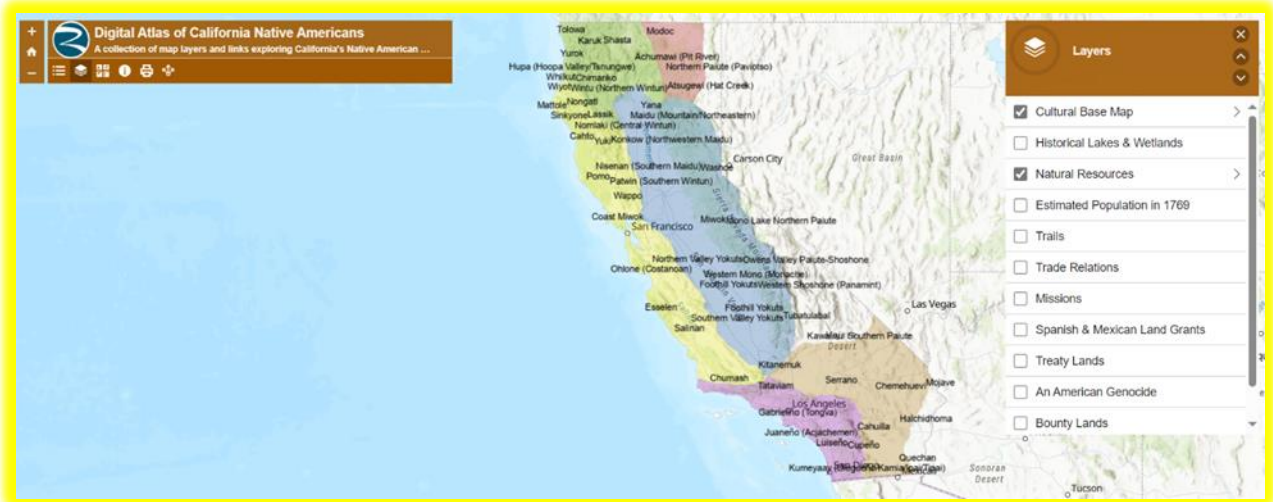 Digital Atlas of California Native Americans
A collection of map layers and links exploring California's Native American ...
Layers
Cultural Base Map
Historical Lakes & Wetlands
Natural Resources
Estimated Population in 1769
Trails
Trade Relations
Missions
Spanish & Mexican Land Grants
Treaty Lands
An American Genocide
Bounty Lands
Tolowa
Modoc
Karuk Shasta
Yurok
Achumawi (Pit River)
Hupa (Hoopa Valley/Tsnungwe)
Northern Paiute (Paviotso)
Whilkut Chimariko
Wiyot Wintu (Northern Wintun) Atsugewi (Hat Creek)
Mattole Nongatl
Yana
Sinkyone Lassik
Maidu (Mountain/Northeastern)
Nomlaki (Central Wintun)
Cahto Yuki Konkow (Northwestern Maidu)
Carson City
Great Basin
Nisenan (Southern Maidu) Washoe
Pomo Patwin (Southern Wintun)
Wappo
Sierra Nevada
Coast Miwok
Miwok Mono Lake Northern Paiute
San Francisco
Northern Valley Yokuts Owens Valley Paiute-Shoshone
Ohlone (Costanoan)
Western Mono (Monache)
Foothill Yokuts Western Shoshone (Panamint)
Las Vegas
Esselen
Foothill Yokuts
Southern Valley Yokuts Tubatulabal
Salinan
Southern Paiute
Desert
Kitanemuk
Chumash
Tataviam
Serrano
Chemehuevi
Mojave
Los Angeles
Gabrieleño (Tongva)
Halchidhoma
Juaneño (Acjachemen)
Cahuilla
Luiseño Cupeño
Quechan
Kumeyaay
Sonoran
Desert
Tucson